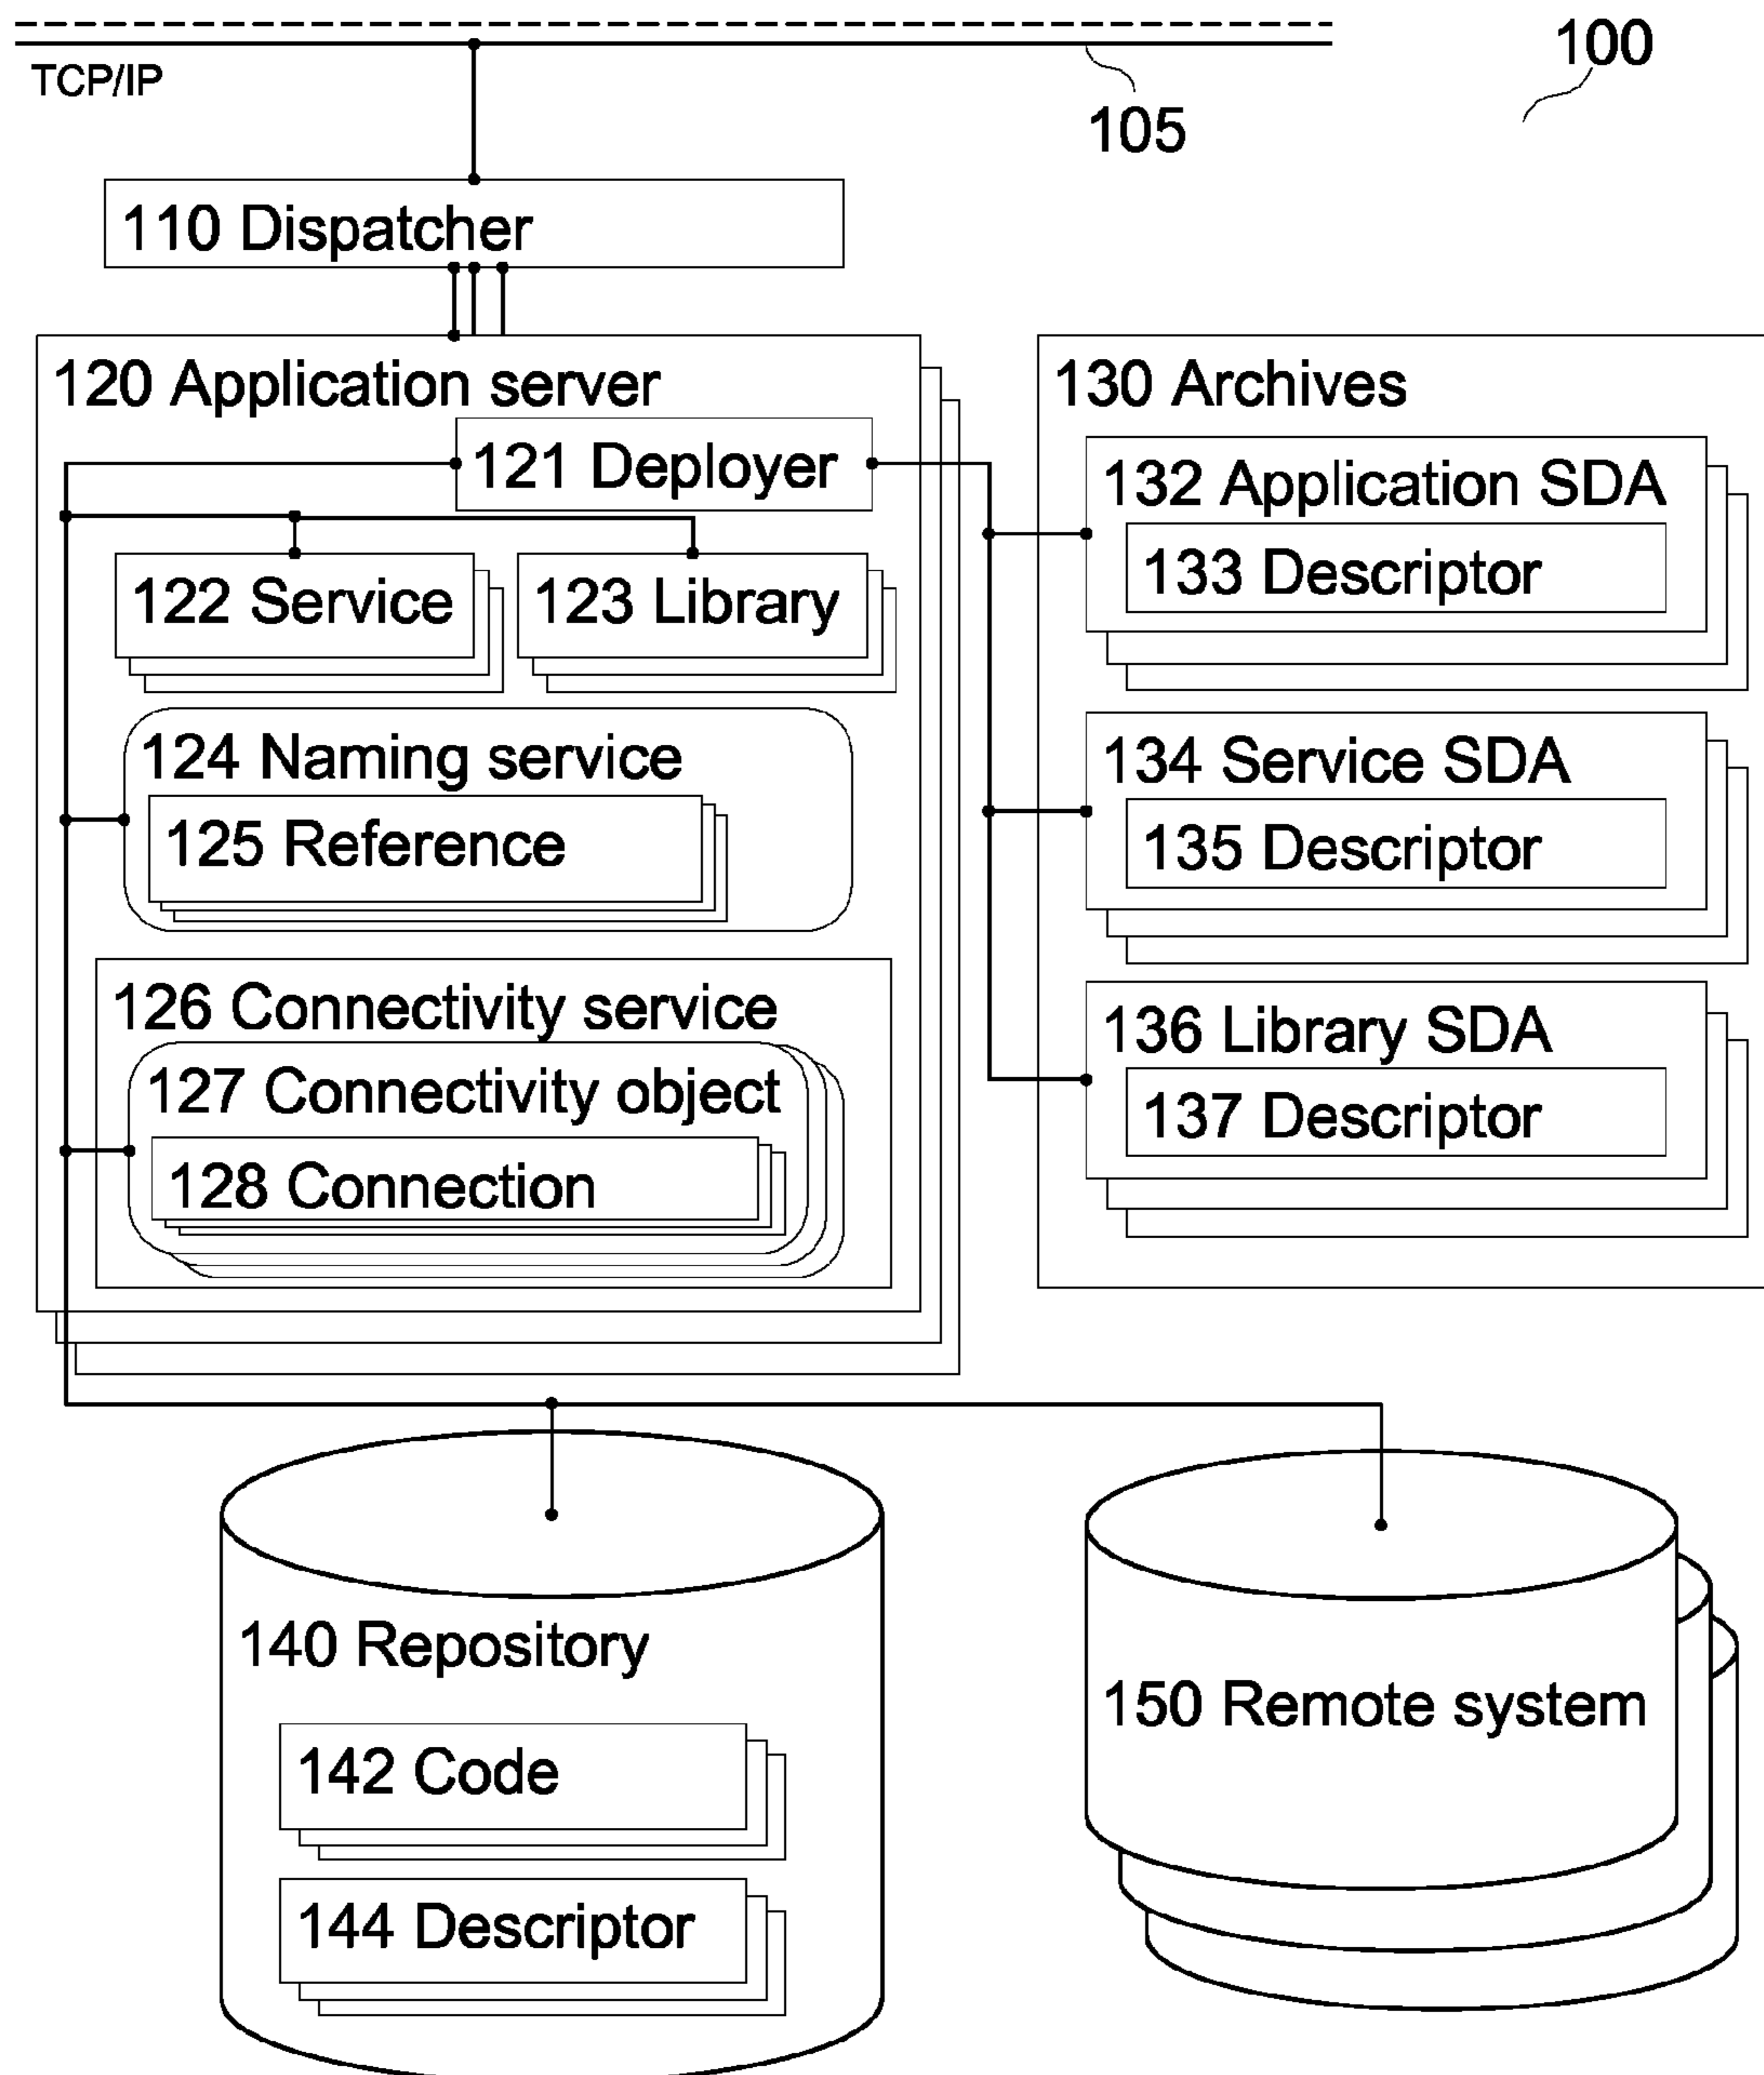 100
TCP/IP
105
110 Dispatcher
120 Application server
121 Deployer
122 Service
123 Library
124 Naming service
125 Reference
126 Connectivity service
127 Connectivity object
128 Connection
130 Archives
132 Application SDA
133 Descriptor
134 Service SDA
135 Descriptor
136 Library SDA
137 Descriptor
140 Repository
142 Code
144 Descriptor
150 Remote system